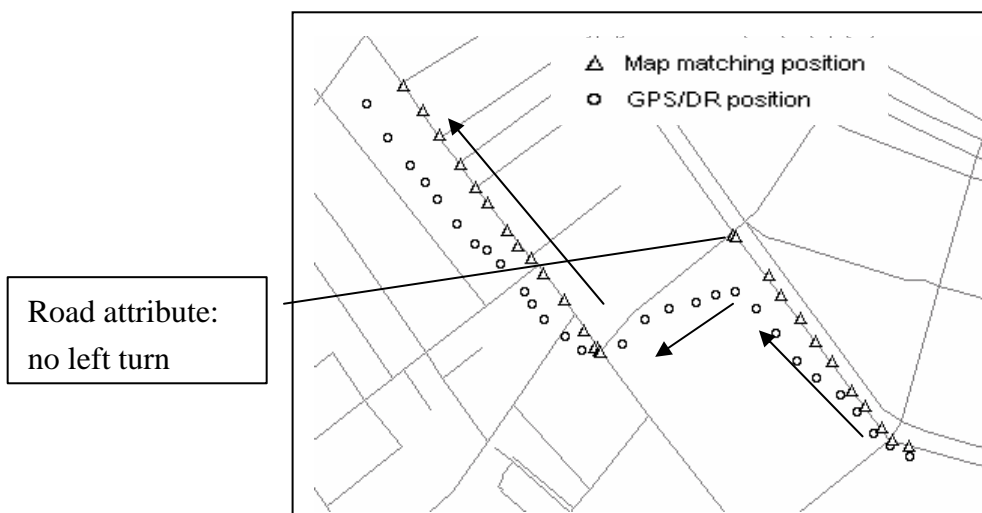 Map matching position
GPS/DR position
Road attribute:
no left turn